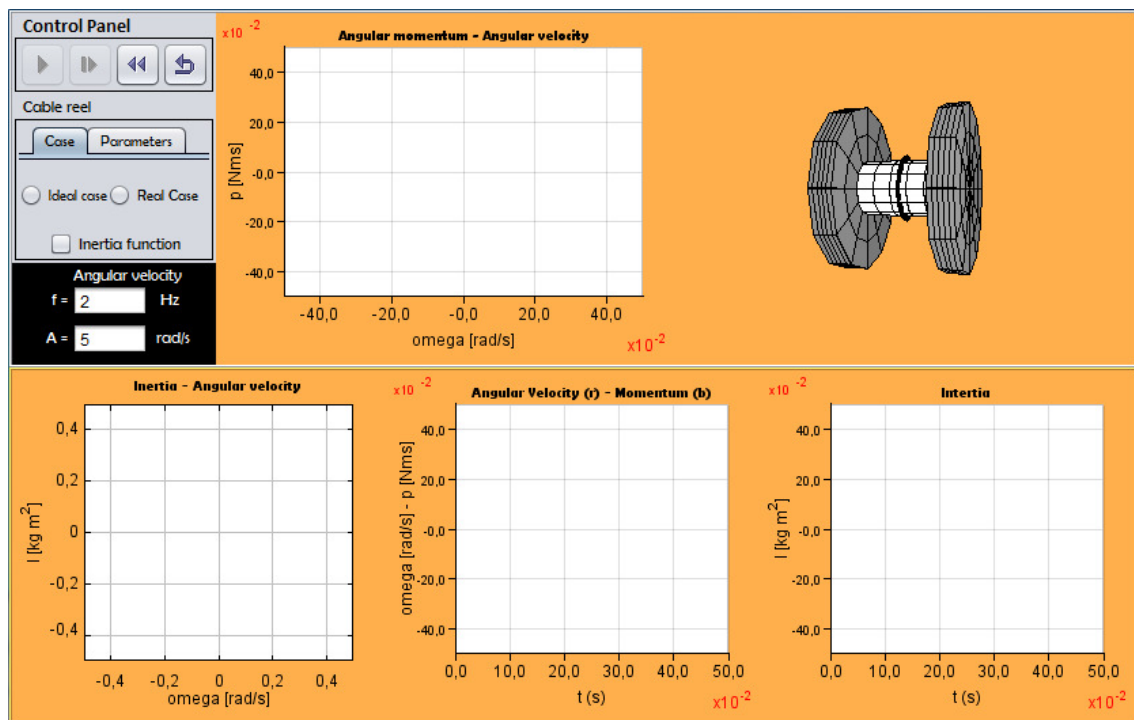 Control Panel
Cable reel
Case Parameters
Ideal case Real Case
Inertia function
Angular velocity
f = 2 Hz
A = 5 rad/s
x10 -2
Angular momentum - Angular velocity
40,0
20,0
-0,0
-20,0
-40,0
p [Nms]
-40,0 -20,0 -0,0 20,0 40,0
omega [rad/s]
x10 -2
Inertia - Angular velocity
0,4
0,2
0
-0,2
-0,4
I [kg m2]
-0,4 -0,2 0 0,2 0,4
omega [rad/s]
x10 -2
Angular Velocity (r) - Momentum (b)
40,0
20,0
-0,0
-20,0
-40,0
omega [rad/s] - p [Nms]
0,0 10,0 20,0 30,0 40,0 50,0
t (s)
x10 -2
x10 -2
Intertia
40,0
20,0
-0,0
-20,0
-40,0
I [kg m2]
0,0 10,0 20,0 30,0 40,0 50,0
t (s)
x10 -2